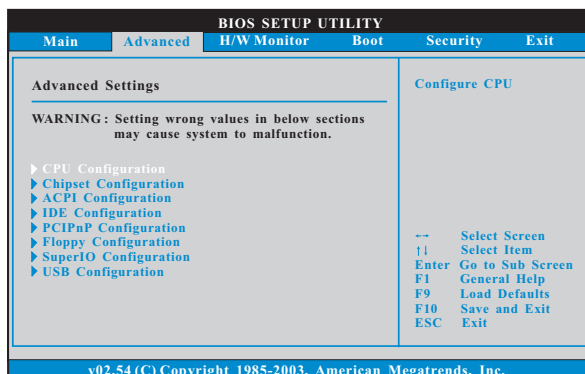 BIOS SETUP UTILITY
Main Advanced H/W Monitor Boot Security Exit
Advanced Settings
WARNING : Setting wrong values in below sections
may cause system to malfunction.
CPU Configuration
Chipset Configuration
ACPI Configuration
IDE Configuration
PCIPnP Configuration
Floppy Configuration
SuperIO Configuration
USB Configuration
Configure CPU
←→ Select Screen
↑↓ Select Item
Enter Go to Sub Screen
F1 General Help
F9 Load Defaults
F10 Save and Exit
ESC Exit
v02.54 (C) Copyright 1985-2003, American Megatrends, Inc.